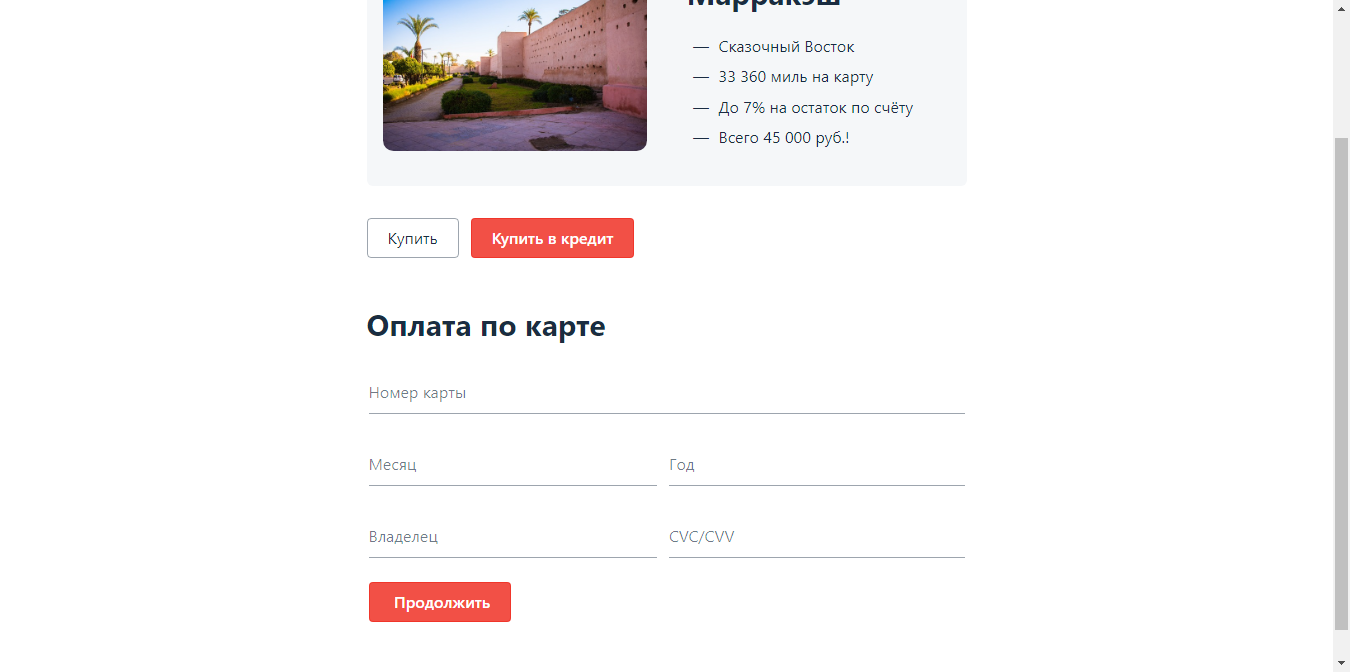 Марракэш
— Сказочный Восток
— 33 360 миль на карту
— До 7% на остаток по счёту
— Всего 45 000 руб.!
Купить
Купить в кредит
Оплата по карте
Номер карты
Месяц
Год
Владелец
CVC/CVV
Продолжить